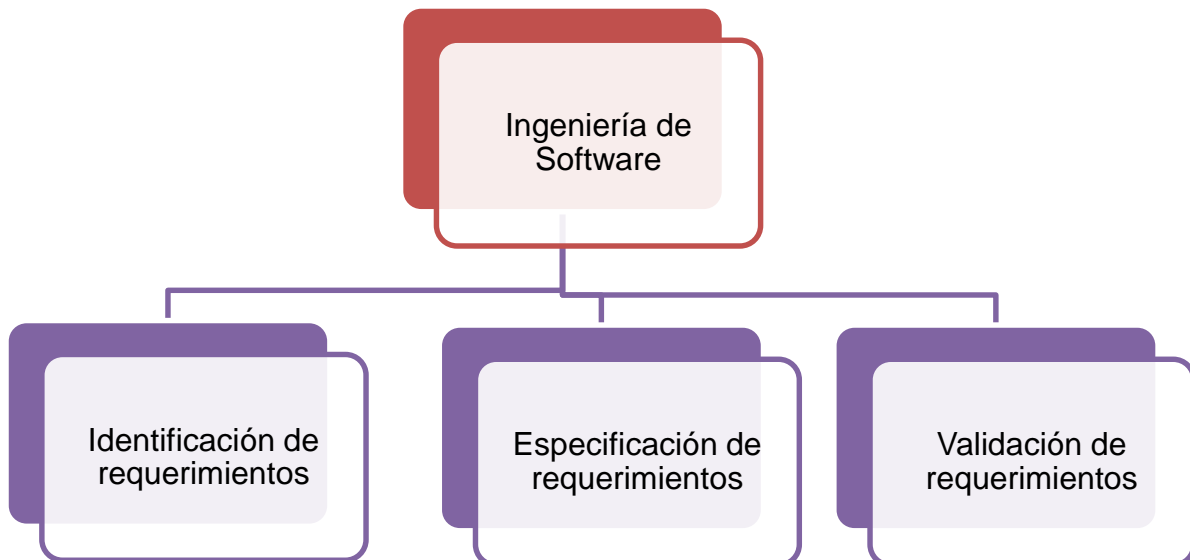 Ingeniería de
Software
Identificación de
requerimientos
Especificación de
requerimientos
Validación de
requerimientos